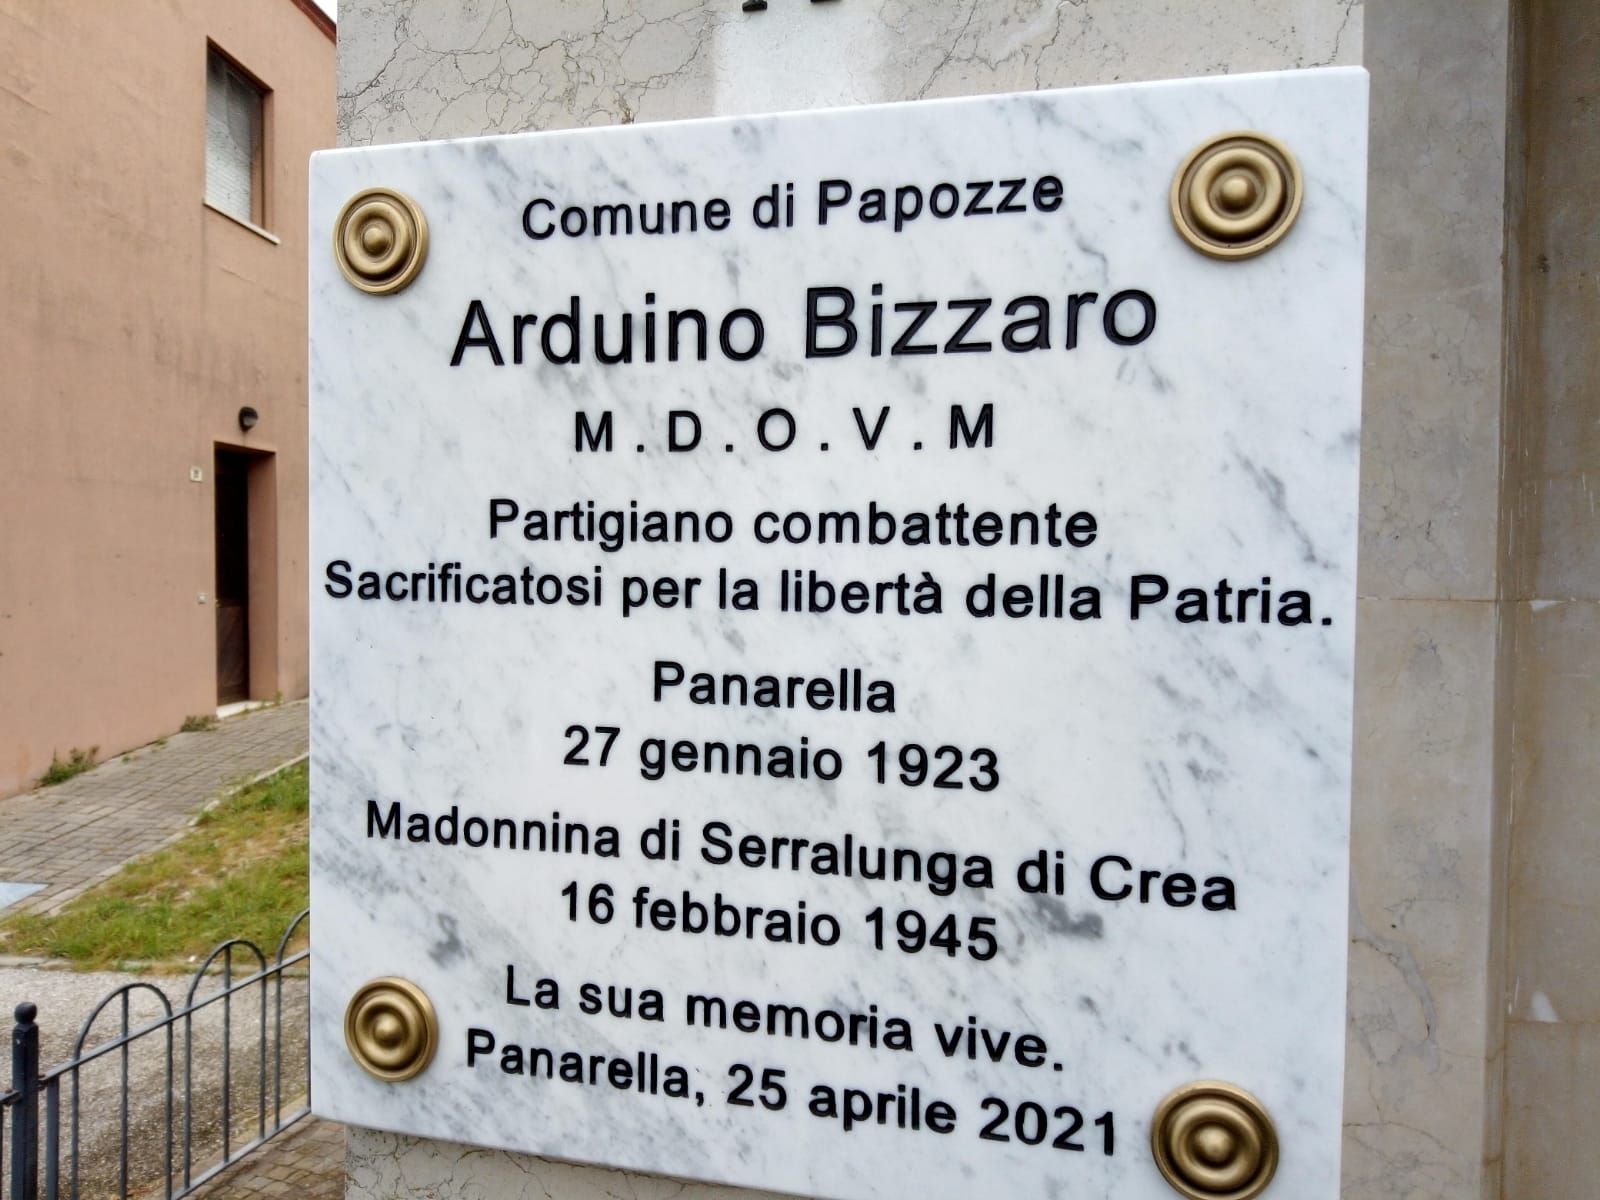 Comune di Papozze
Arduino Bizzaro
M . D . O . V . M
Partigiano combattente
Sacrificatosi per la libertà della Patria.
Panarella
27 gennaio 1923
Madonnina di Serralunga di Crea
16 febbraio 1945
La sua memoria vive.
Panarella, 25 aprile 2021